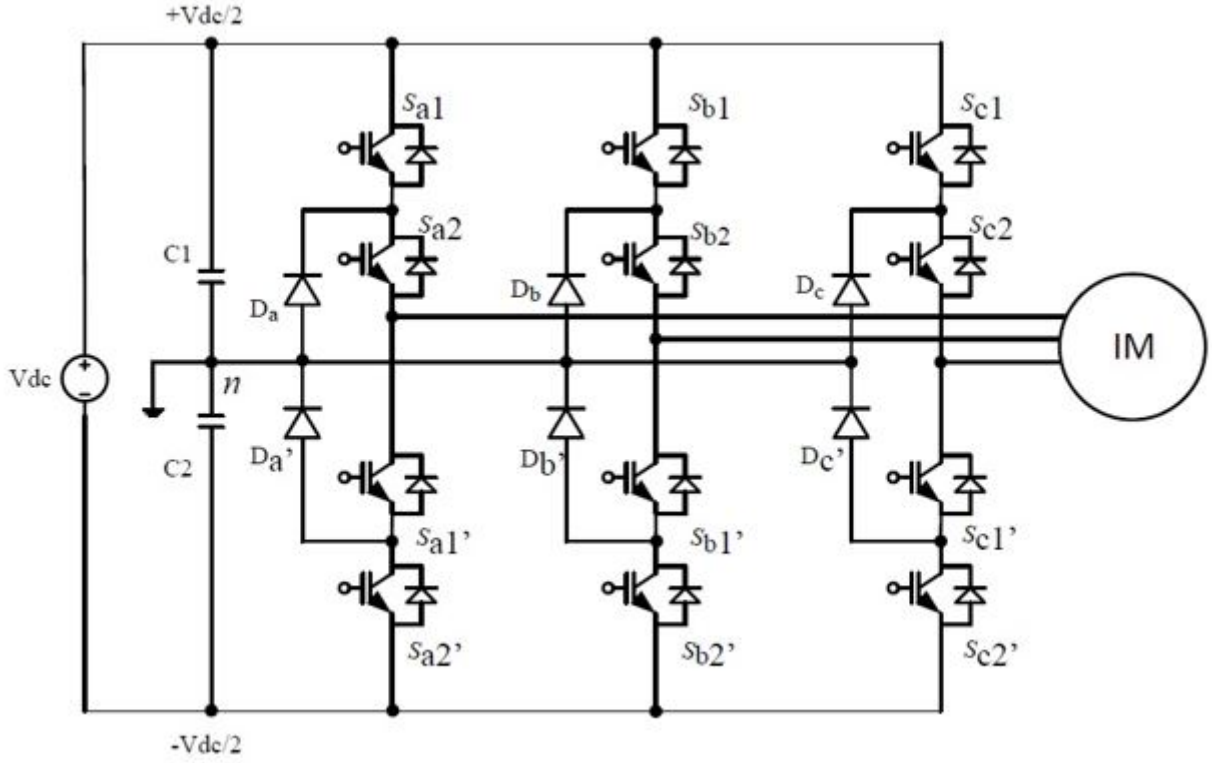 +Vdc/2
Sa1
Sb1
Sc1
Sa2
Sb2
Sc2
C1
Da
Db
Dc
IM
Vdc
n
C2
Da’
Db’
Dc’
Sa1’
Sb1’
Sc1’
Sa2’
Sb2’
Sc2’
-Vdc/2